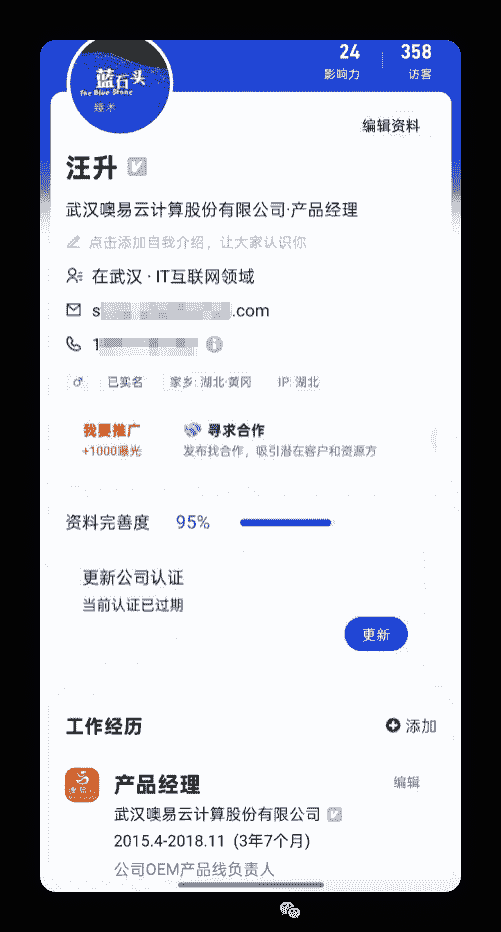 24 358
影响力 访客
蓝石头
The Blue Stone
臻术
编辑资料
汪升
武汉噢易云计算股份有限公司·产品经理
点击添加自我介绍，让大家认识你
在武汉 · IT互联网领域
s .com
1
♂ 已实名 家乡: 湖北·黄冈 IP: 湖北
我要推广 寻求合作
+1000曝光 发布找合作，吸引潜在客户和资源方
资料完善度 95%
更新公司认证
当前认证已过期
更新
工作经历 添加
产品经理 编辑
武汉噢易云计算股份有限公司
2015.4-2018.11 (3年7个月)
公司OEM产品线负责人